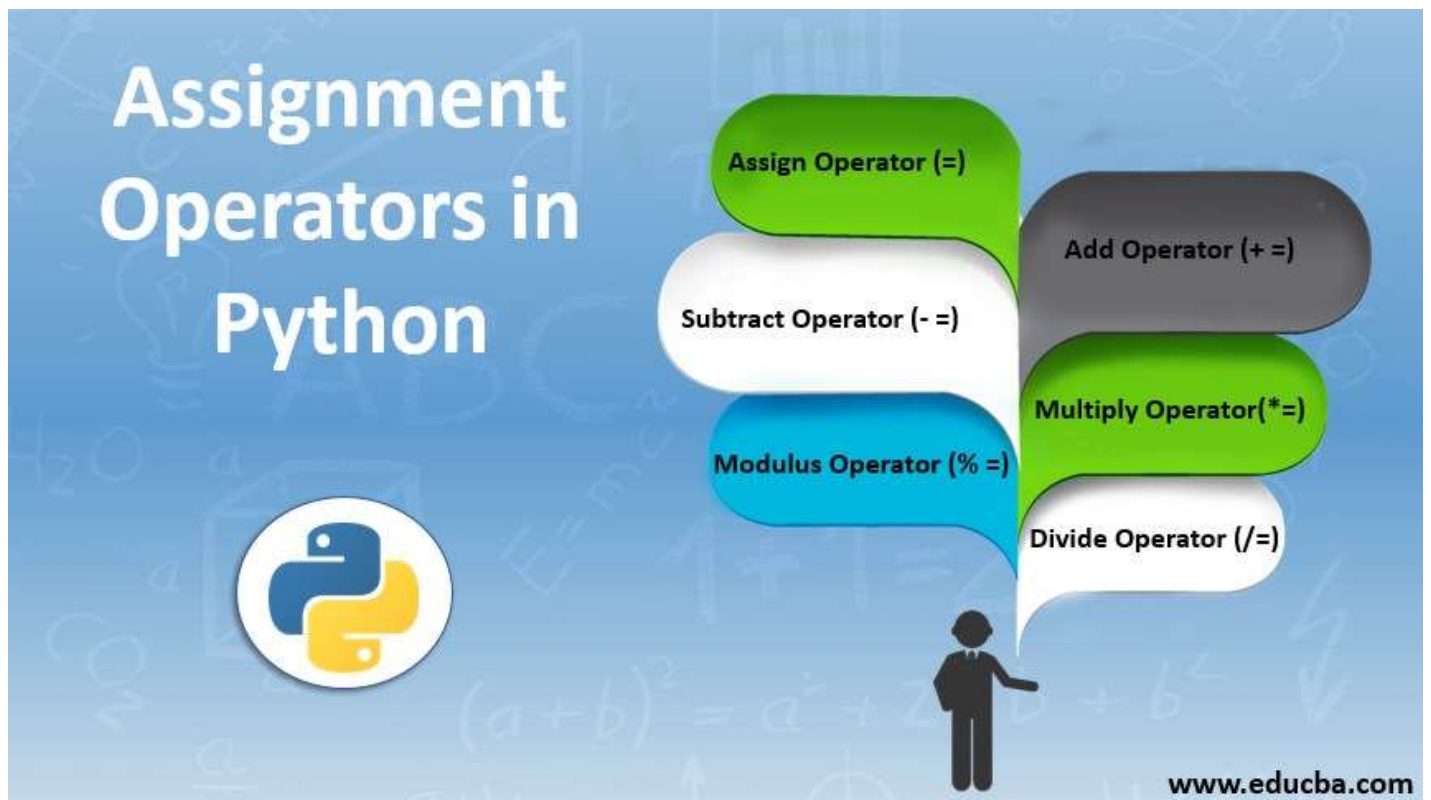 Assignment
Operators in
Python
Assign Operator (=)
Add Operator (+ =)
Subtract Operator (- =)
Multiply Operator(*=)
Modulus Operator (% =)
Divide Operator (/=)
www.educba.com